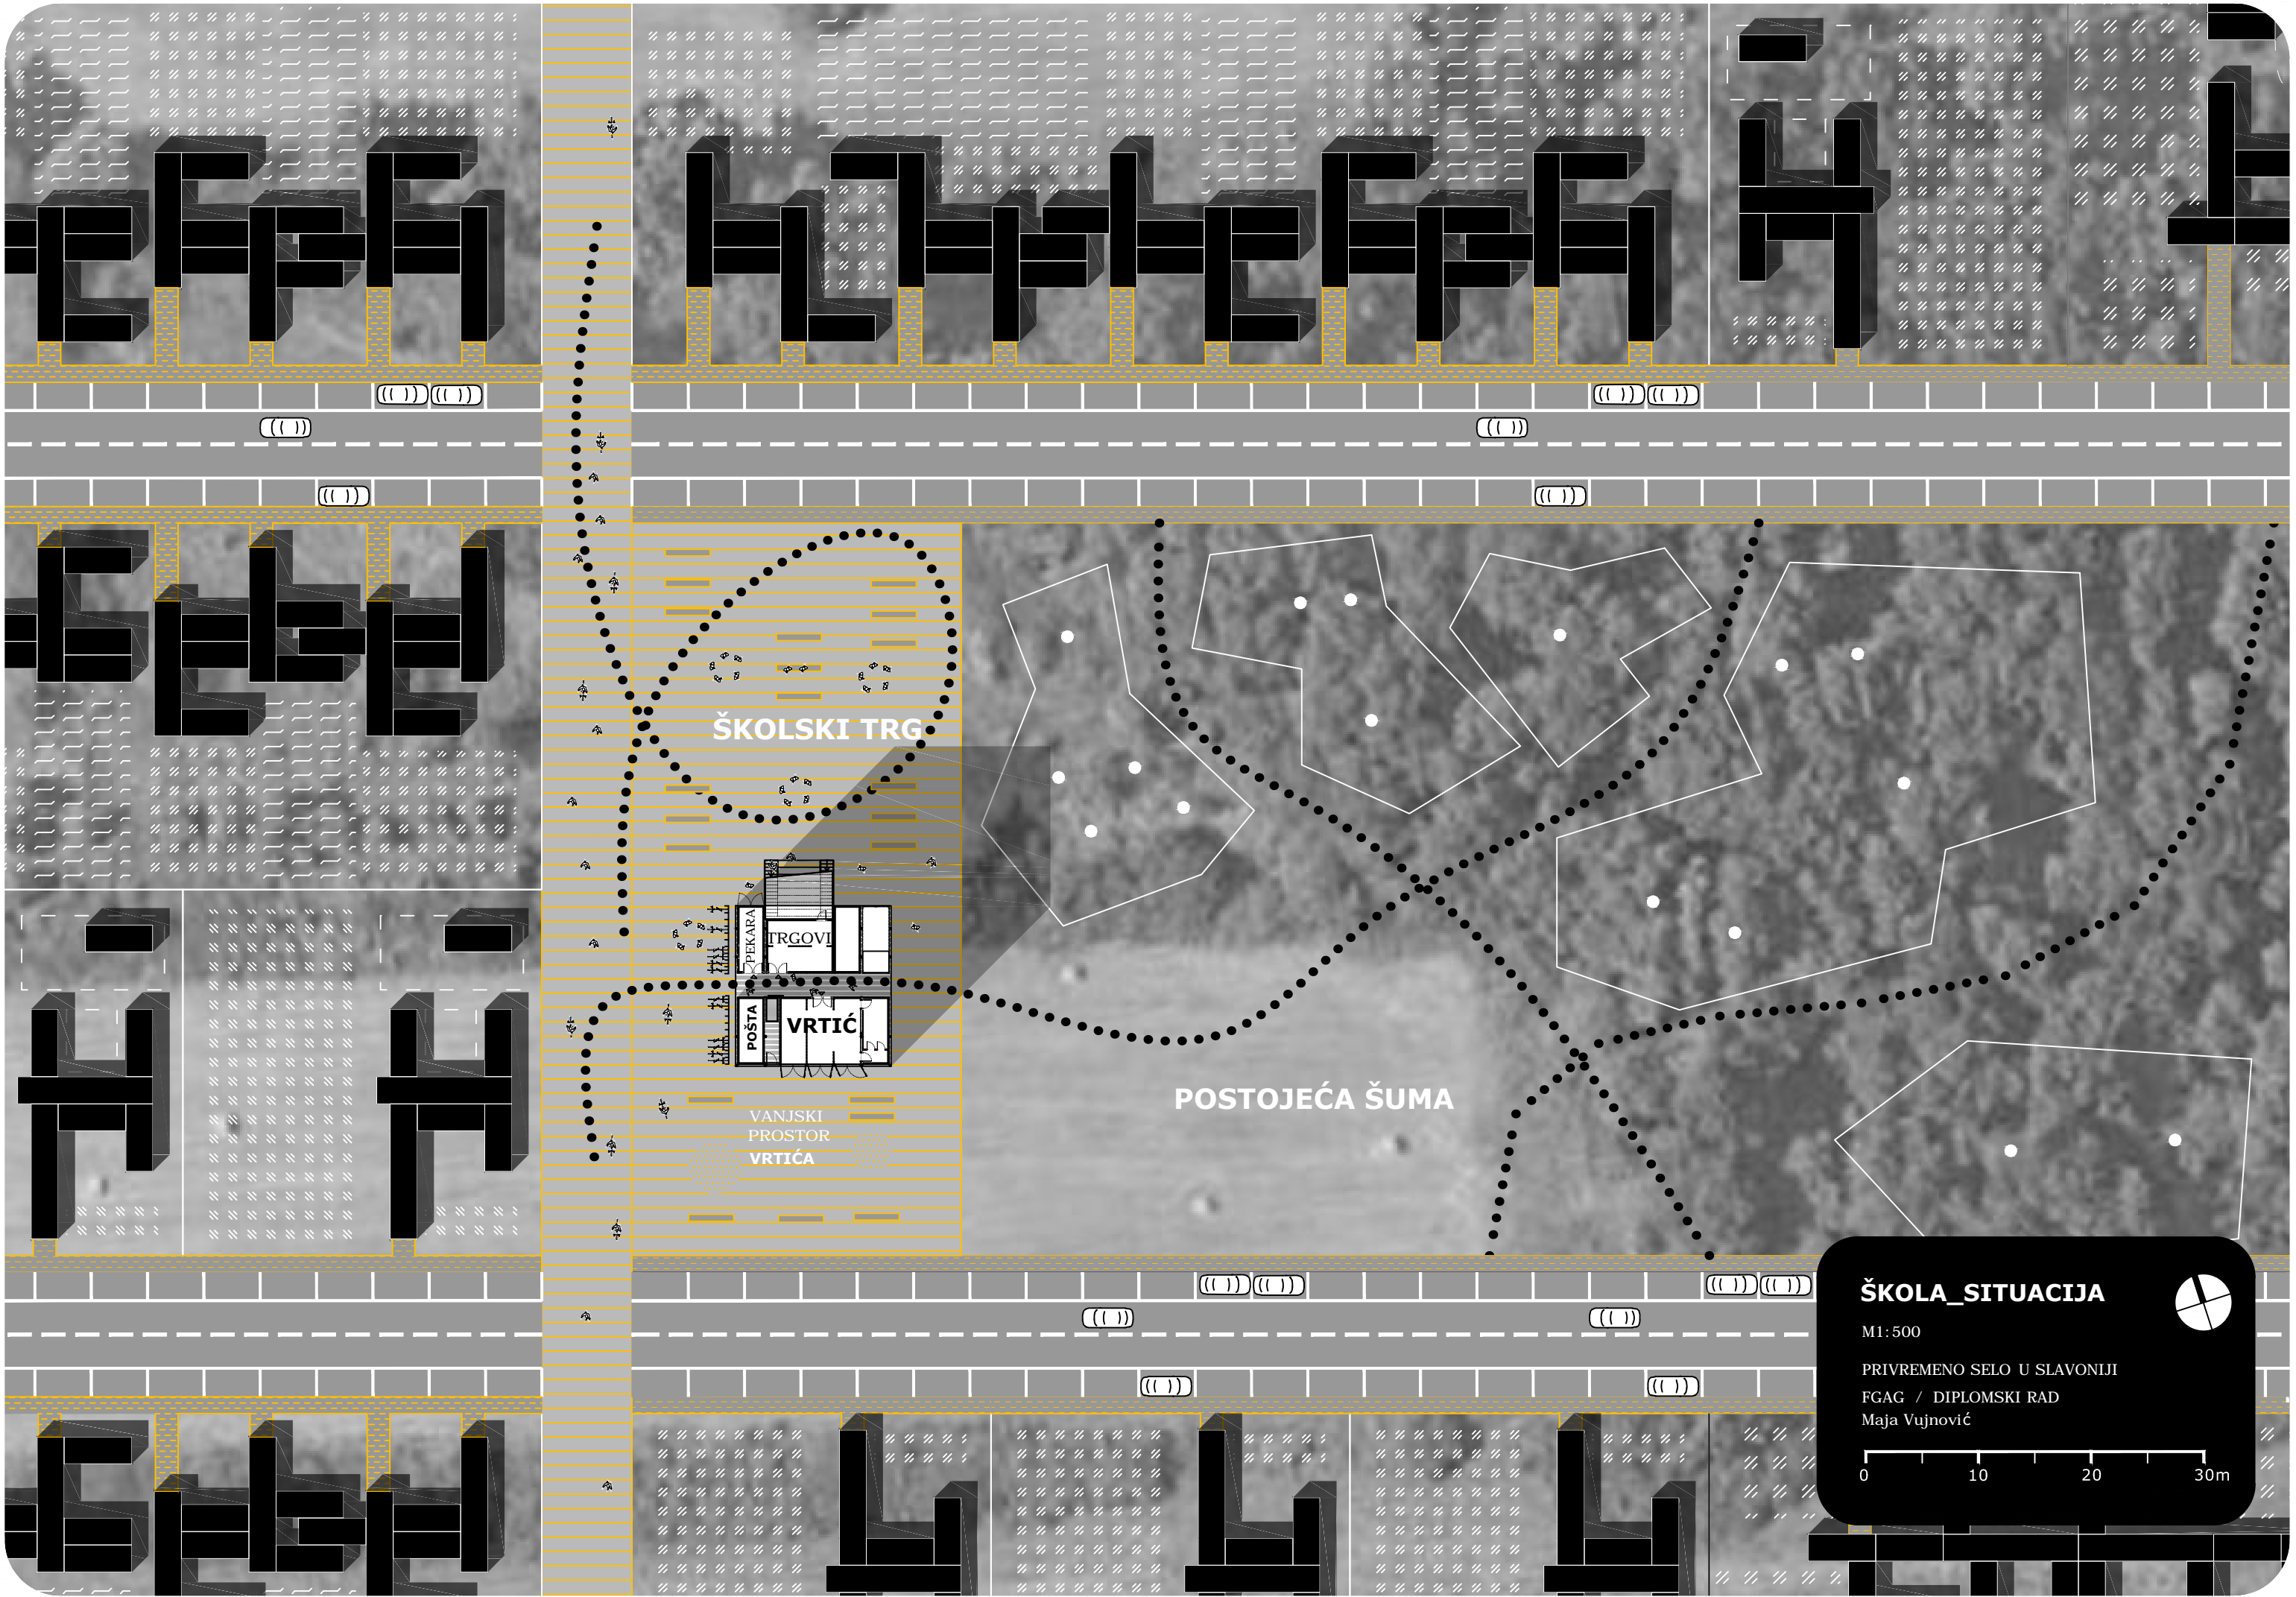 ŠKOLSKI TRG
PEKARA
TRGOVI
POŠTA
VRTIĆ
VANJSKI
PROSTOR
VRTIĆA
POSTOJEĆA ŠUMA
ŠKOLA_SITUACIJA
M1:500
PRIVREMENO SELO U SLAVONIJI
FGAG / DIPLOMSKI RAD
Maja Vujnović
0 10 20 30m